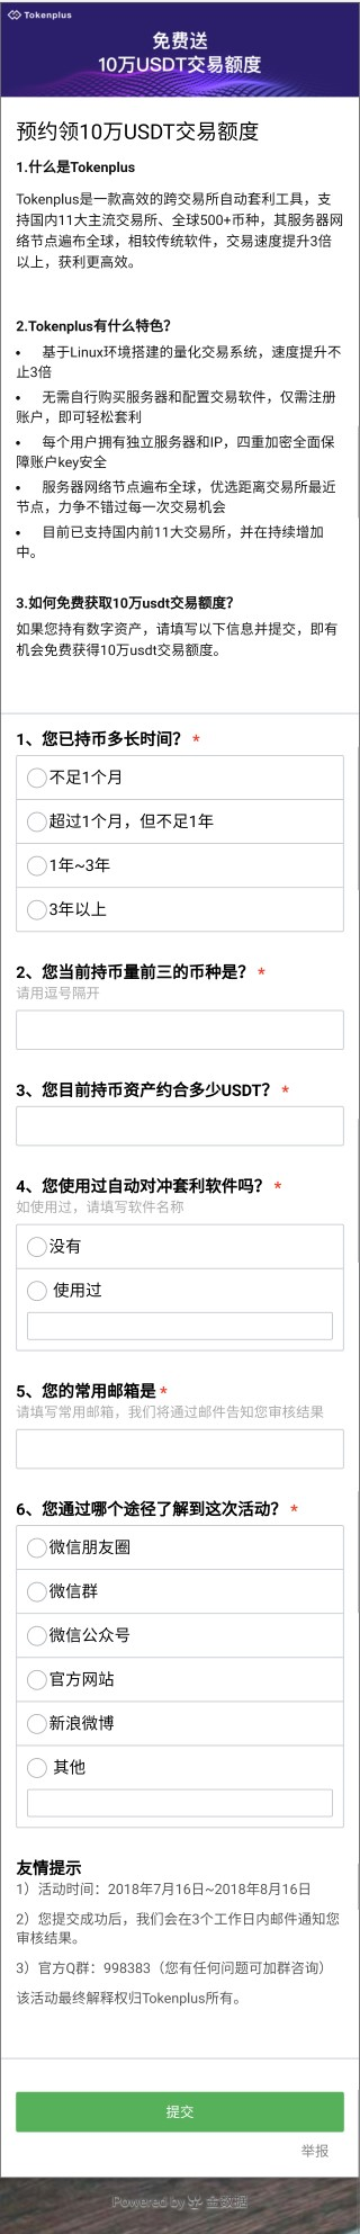 Tokenplus
免费送
10万USDT交易额度
预约领10万USDT交易额度
1.什么是Tokenplus
Tokenplus是一款高效的跨交易所自动套利工具，支
持国内11大主流交易所、全球500+币种，其服务器网
络节点遍布全球，相较传统软件，交易速度提升3倍
以上，获利更高效。
2.Tokenplus有什么特色？
• 基于Linux环境搭建的量化交易系统，速度提升不
止3倍
• 无需自行购买服务器和配置交易软件，仅需注册
账户，即可轻松套利
• 每个用户拥有独立服务器和IP，四重加密全面保
障账户key安全
• 服务器网络节点遍布全球，优选距离交易所最近
节点，力争不错过每一次交易机会
• 目前已支持国内前11大交易所，并在持续增加
中。
3.如何免费获取10万usdt交易额度？
如果您持有数字资产，请填写以下信息并提交，即有
机会免费获得10万usdt交易额度。
1、您已持币多长时间？ *
不足1个月
超过1个月，但不足1年
1年~3年
3年以上
2、您当前持币量前三的币种是？ *
请用逗号隔开
3、您目前持币资产约合多少USDT？ *
4、您使用过自动对冲套利软件吗？ *
如使用过，请填写软件名称
没有
使用过
5、您的常用邮箱是 *
请填写常用邮箱，我们将通过邮件告知您审核结果
6、您通过哪个途径了解到这次活动？ *
微信朋友圈
微信群
微信公众号
官方网站
新浪微博
其他
友情提示
1）活动时间：2018年7月16日~2018年8月16日
2）您提交成功后，我们会在3个工作日内邮件通知您
审核结果。
3）官方Q群：998383（您有任何问题可加群咨询）
该活动最终解释权归Tokenplus所有。
提交
举报
Powered by 金数据